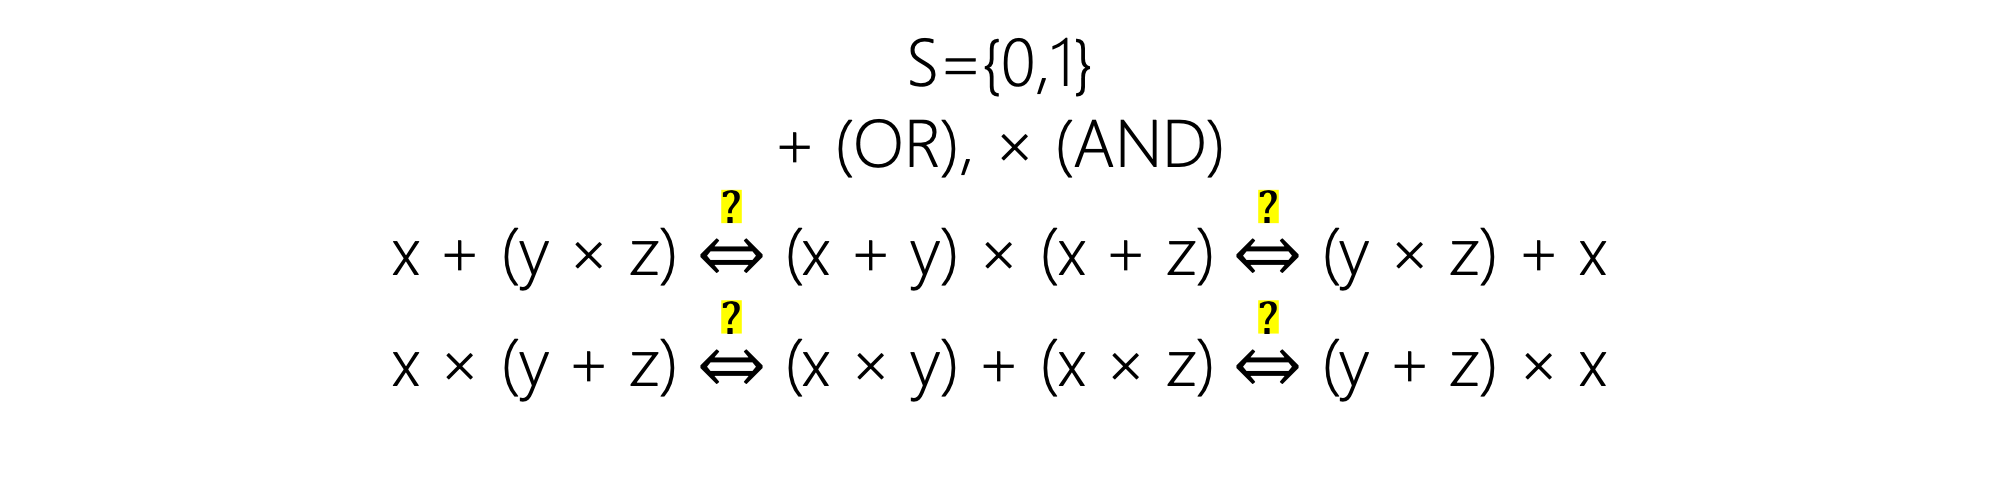 S={0,1}
+ (OR), × (AND)
? ?
x + (y × z) ⇔ (x + y) × (x + z) ⇔ (y × z) + x
? ?
x × (y + z) ⇔ (x × y) + (x × z) ⇔ (y + z) × x